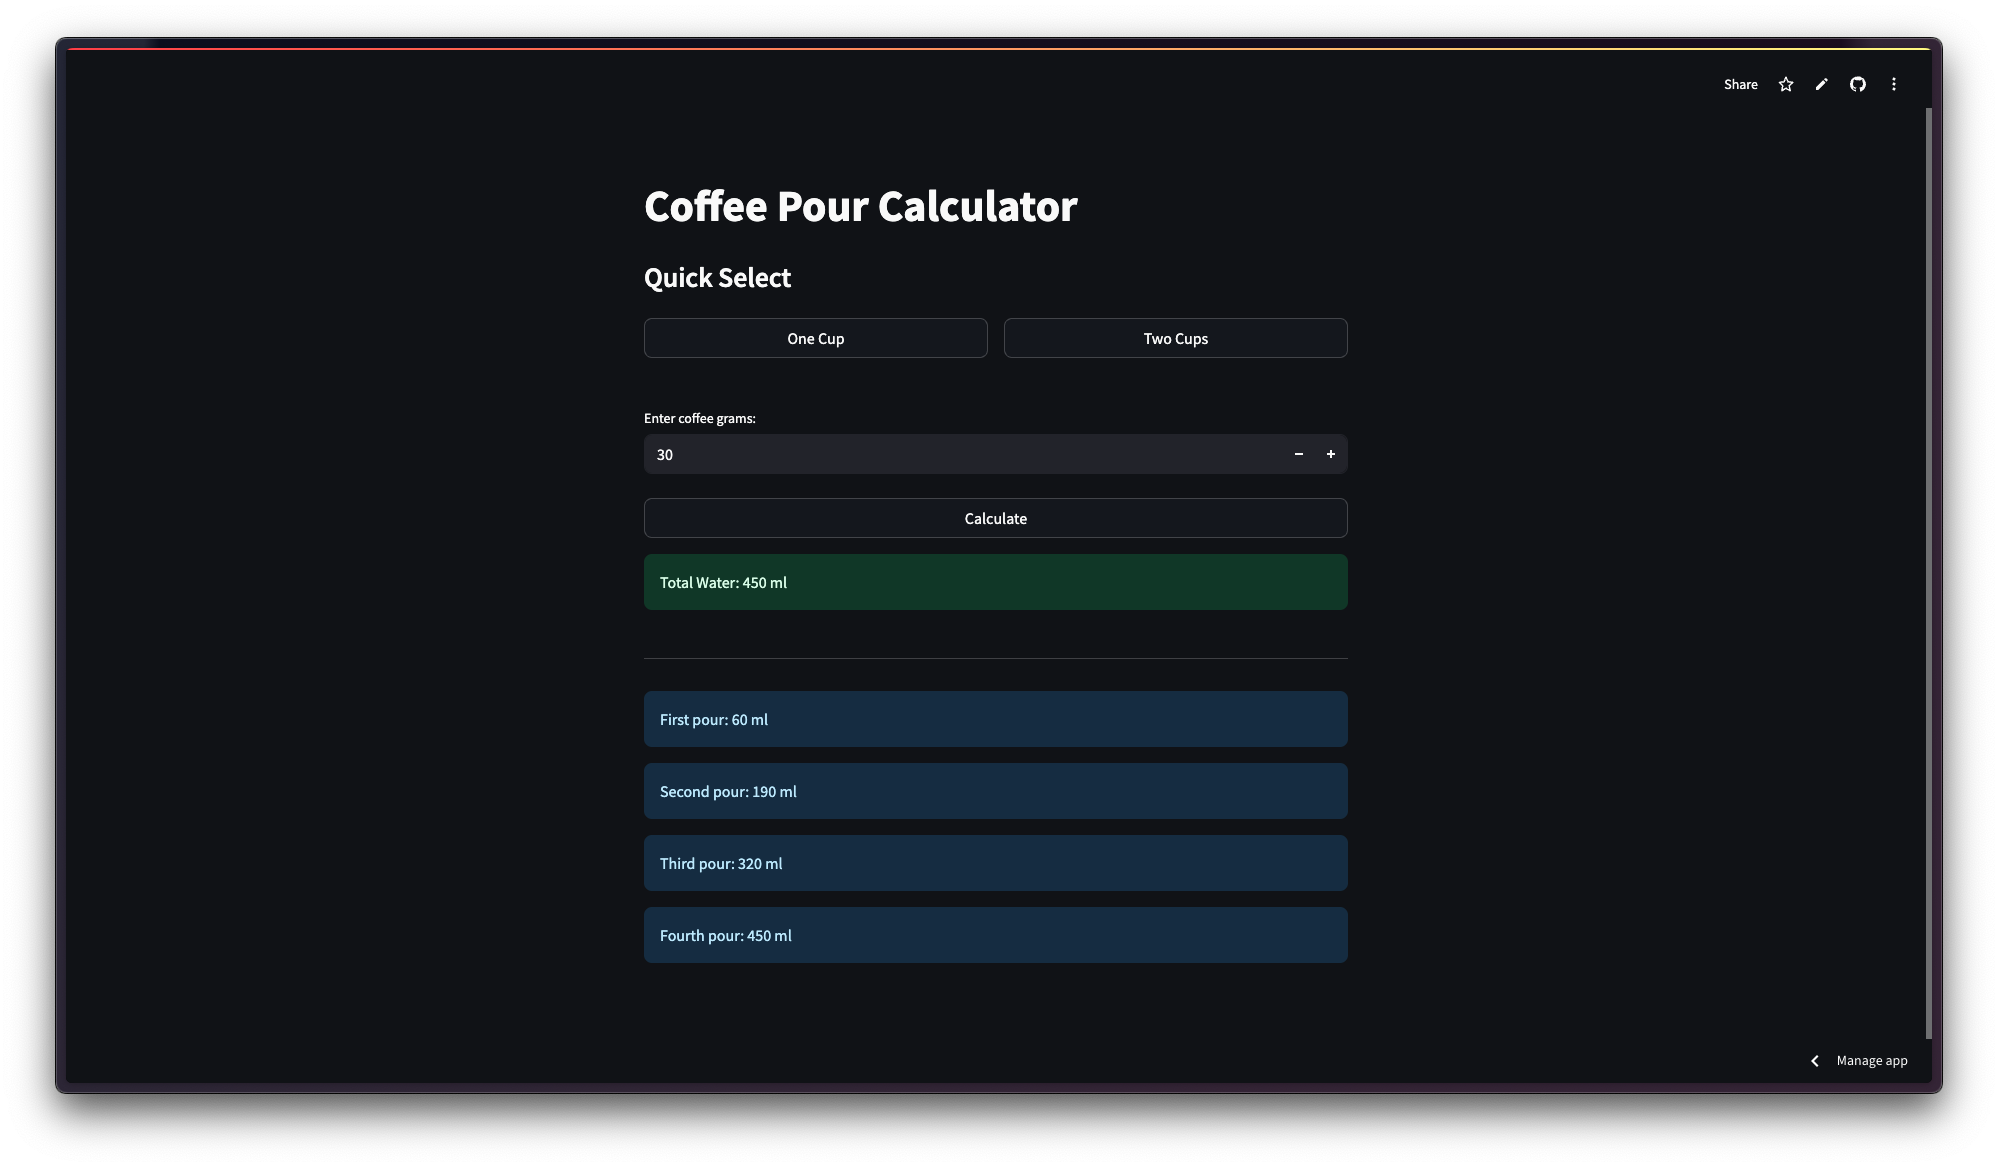 Share
Coffee Pour Calculator
Quick Select
One Cup
Two Cups
Enter coffee grams:
30
Calculate
Total Water: 450 ml
First pour: 60 ml
Second pour: 190 ml
Third pour: 320 ml
Fourth pour: 450 ml
Manage app